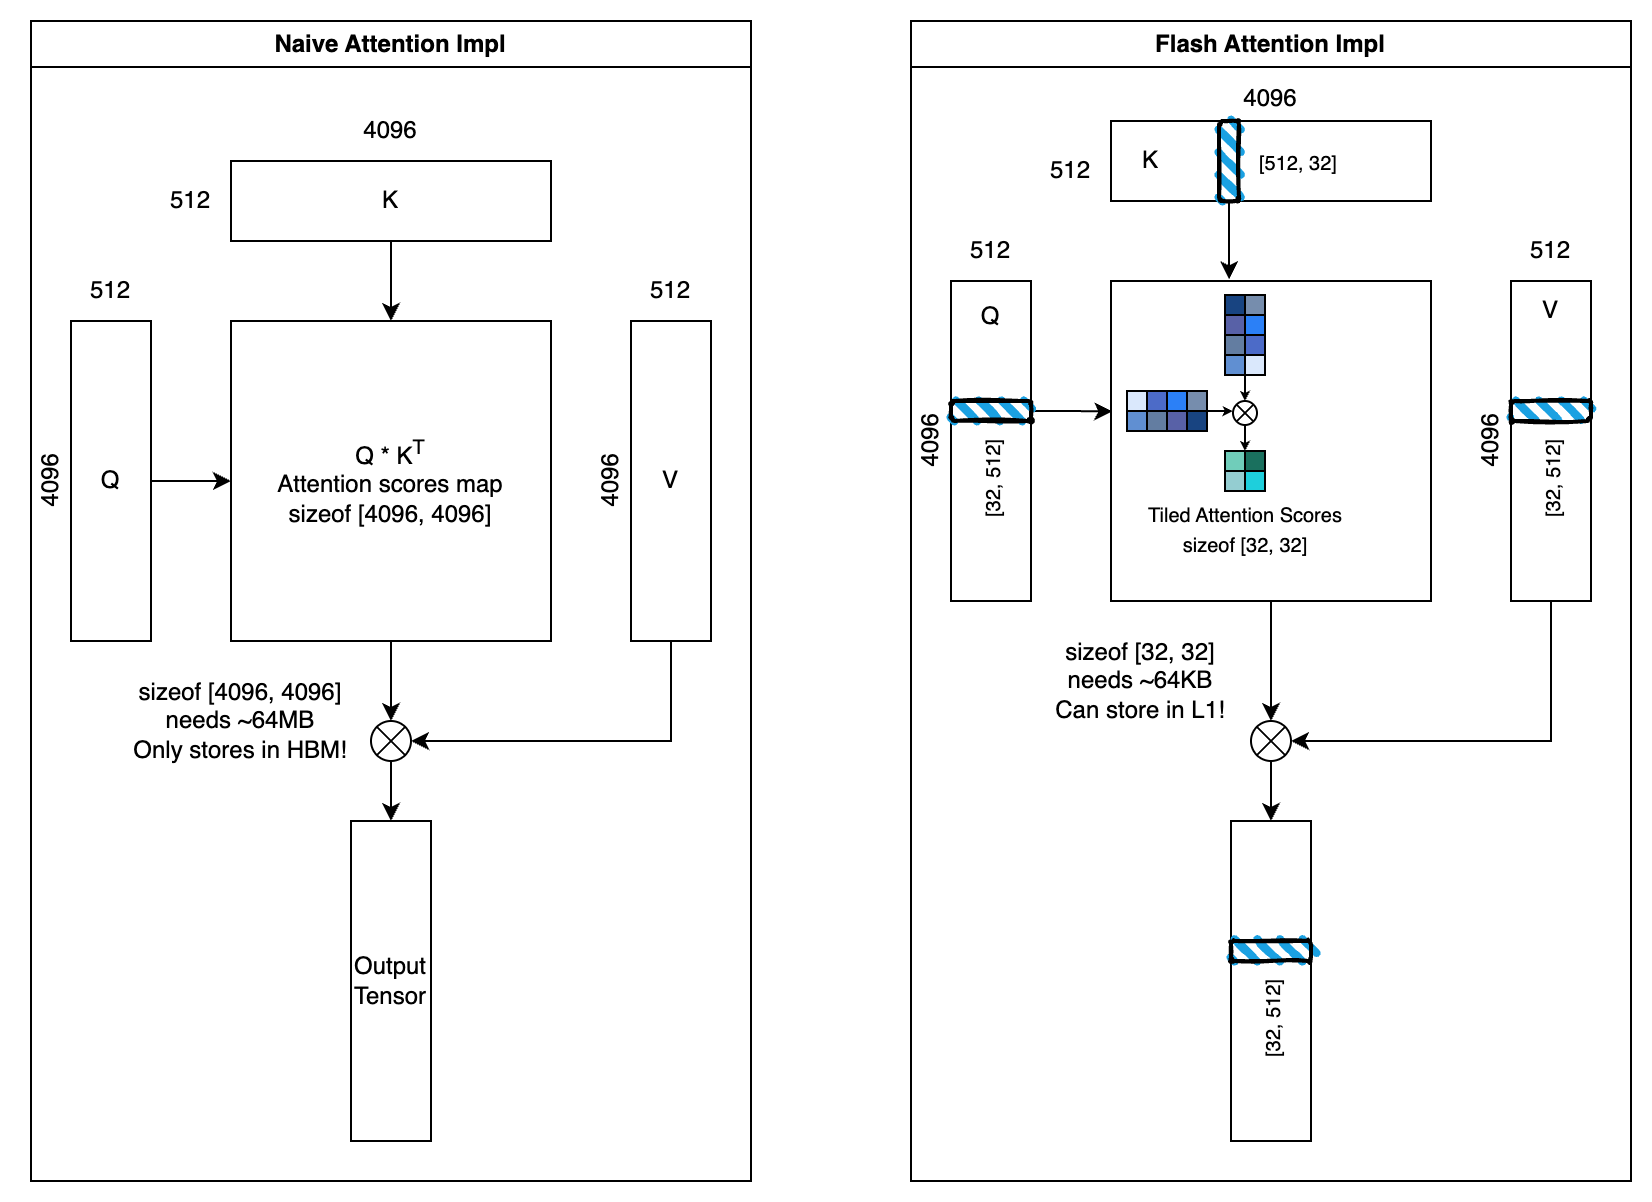 Naive Attention Impl
4096
512
K
512
512
4096
Q
Q * K^T
Attention scores map
sizeof [4096, 4096]
4096
V
sizeof [4096, 4096]
needs ~64MB
Only stores in HBM!
Output
Tensor
Flash Attention Impl
4096
512
K
[512, 32]
512
512
Q
V
4096
[32, 512]
Tiled Attention Scores
sizeof [32, 32]
4096
[32, 512]
sizeof [32, 32]
needs ~64KB
Can store in L1!
[32, 512]